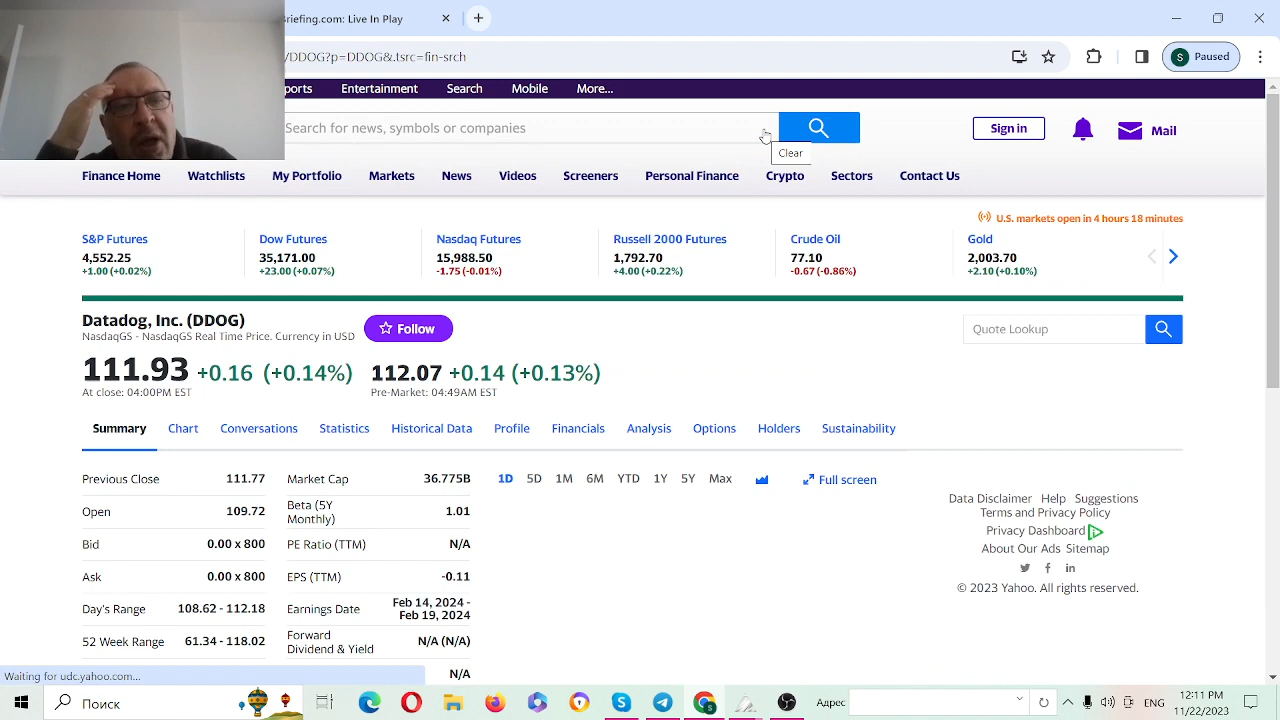 Briefing.com: Live In Play
/DDOG?p=DDOG&.tsrc=fin-srch
Paused
ports Entertainment Search Mobile More...
Search for news, symbols or companies
Clear
Sign in
Mail
Finance Home Watchlists My Portfolio Markets News Videos Screeners Personal Finance Crypto Sectors Contact Us
U.S. markets open in 4 hours 18 minutes
S&P Futures Dow Futures Nasdaq Futures Russell 2000 Futures Crude Oil Gold
4,552.25 35,171.00 15,988.50 1,792.70 77.10 2,003.70
+1.00 (+0.02%) +23.00 (+0.07%) -1.75 (-0.01%) +4.00 (+0.22%) -0.67 (-0.86%) +2.10 (+0.10%)
Datadog, Inc. (DDOG)
Follow
NasdaqGS - NasdaqGS Real Time Price. Currency in USD
Quote Lookup
111.93 +0.16 (+0.14%) 112.07 +0.14 (+0.13%)
At close: 04:00PM EST Pre-Market: 04:49AM EST
Summary Chart Conversations Statistics Historical Data Profile Financials Analysis Options Holders Sustainability
Previous Close 111.77
Open 109.72
Bid 0.00 x 800
Ask 0.00 x 800
Day's Range 108.62 - 112.18
52 Week Range 61.34 - 118.02
Market Cap 36.775B
Beta (5Y
Monthly) 1.01
PE Ratio (TTM) N/A
EPS (TTM) -0.11
Earnings Date Feb 14, 2024 -
Feb 19, 2024
Forward
Dividend & Yield N/A (N/A)
N/A
1D 5D 1M 6M YTD 1Y 5Y Max
Full screen
Data Disclaimer Help Suggestions
Terms and Privacy Policy
Privacy Dashboard
About Our Ads Sitemap
© 2023 Yahoo. All rights reserved.
Waiting for udc.yahoo.com...
Поиск
Адрес
ENG
12:11 PM
11/22/2023